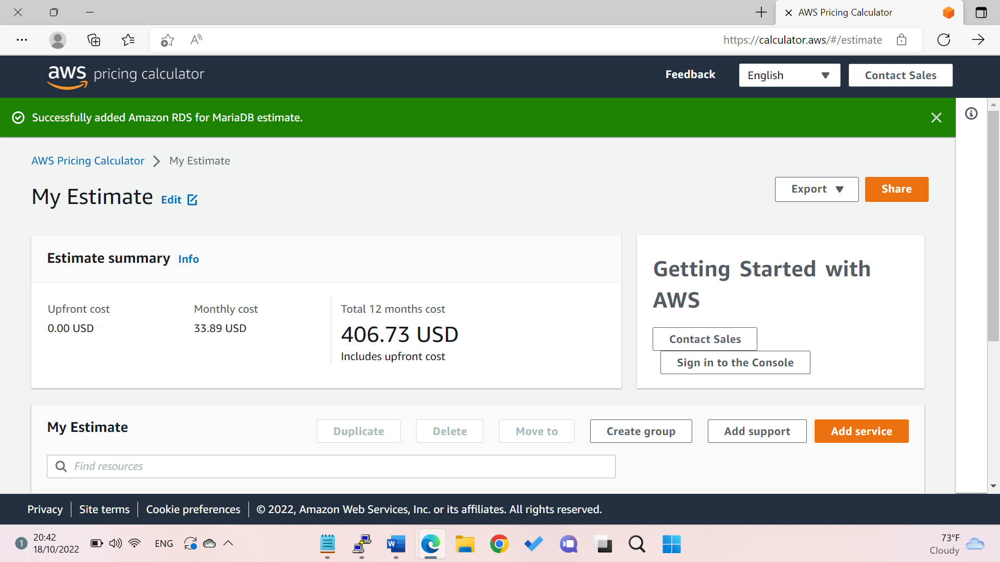 AWS Pricing Calculator
https://calculator.aws/#/estimate
aws pricing calculator
Feedback
English
Contact Sales
Successfully added Amazon RDS for MariaDB estimate.
AWS Pricing Calculator
My Estimate
My Estimate
Edit
Export
Share
Estimate summary
Info
Upfront cost
0.00 USD
Monthly cost
33.89 USD
Total 12 months cost
406.73 USD
Includes upfront cost
Getting Started with
AWS
Contact Sales
Sign in to the Console
My Estimate
Duplicate
Delete
Move to
Create group
Add support
Add service
Find resources
Privacy
Site terms
Cookie preferences
© 2022, Amazon Web Services, Inc. or its affiliates. All rights reserved.
1
20:42
18/10/2022
ENG
W
73°F
Cloudy